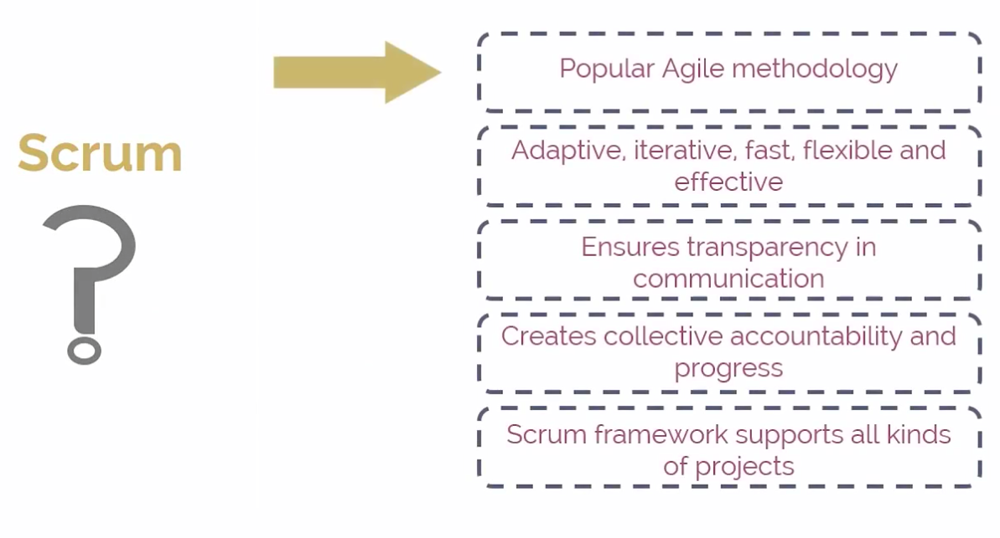 Scrum
?
Popular Agile methodology
Adaptive, iterative, fast, flexible and
effective
Ensures transparency in
communication
Creates collective accountability and
progress
Scrum framework supports all kinds
of projects